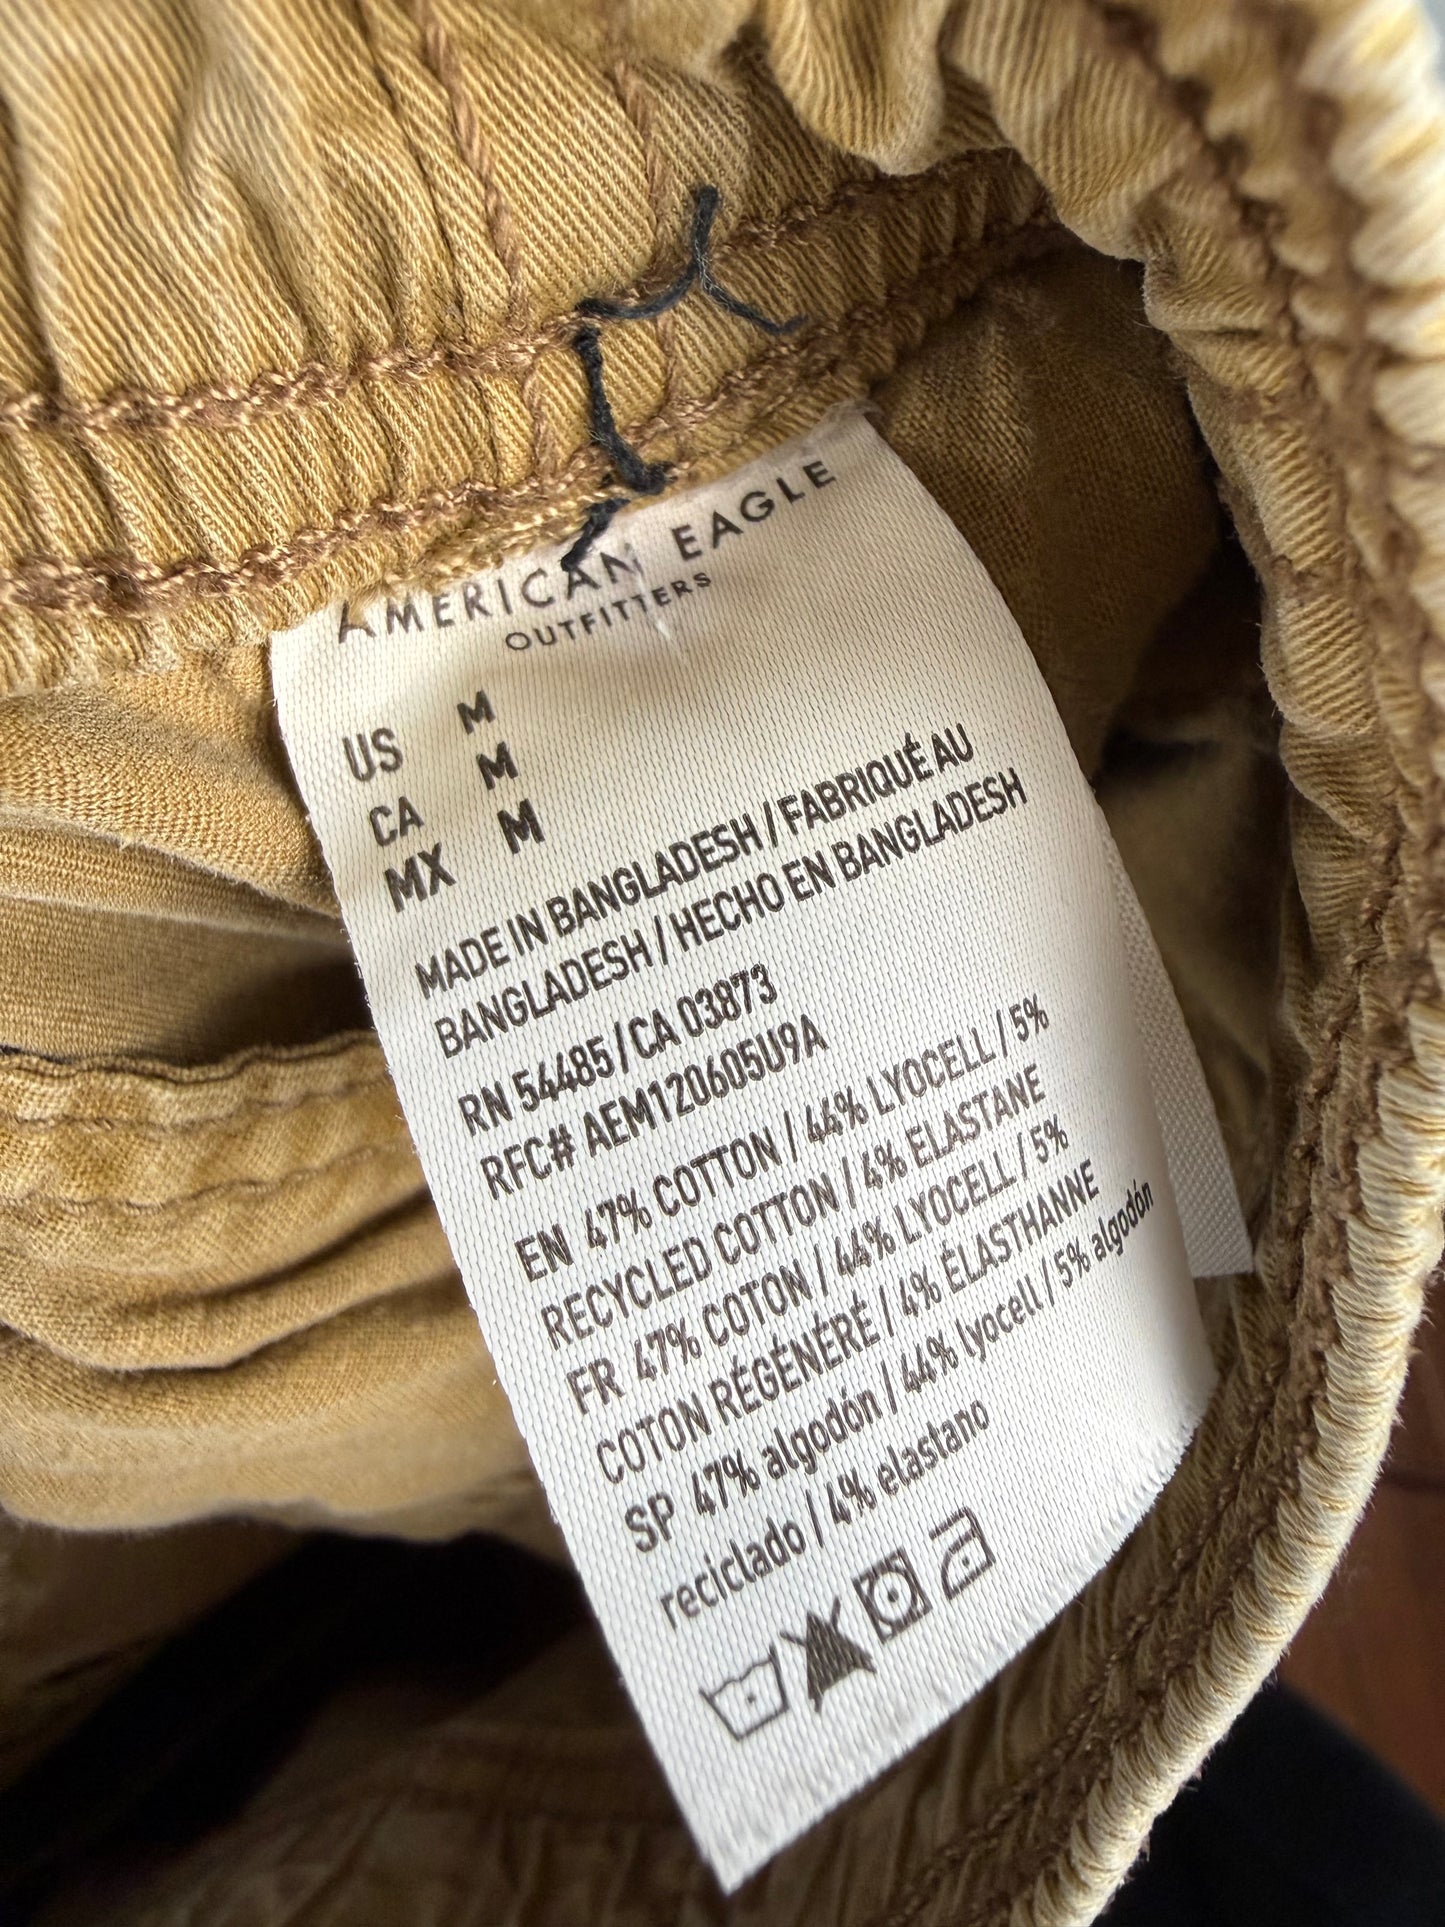 AMERICAN EAGLE
OUTFITTERS
US M
CA M
MX M
MADE IN BANGLADESH / FABRIQUÉ AU
BANGLADESH / HECHO EN BANGLADESH
RN 54485 / CA 03873
RFC# AEM120605U9A
EN 47% COTTON / 44% LYOCELL / 5%
RECYCLED COTTON / 4% ELASTANE
FR 47% COTON / 44% LYOCELL / 5%
COTON RÉGÉNÉRÉ / 4% ÉLASTHANNE
SP 47% algodón / 44% lyocell / 5% algodón
reciclado / 4% elastano